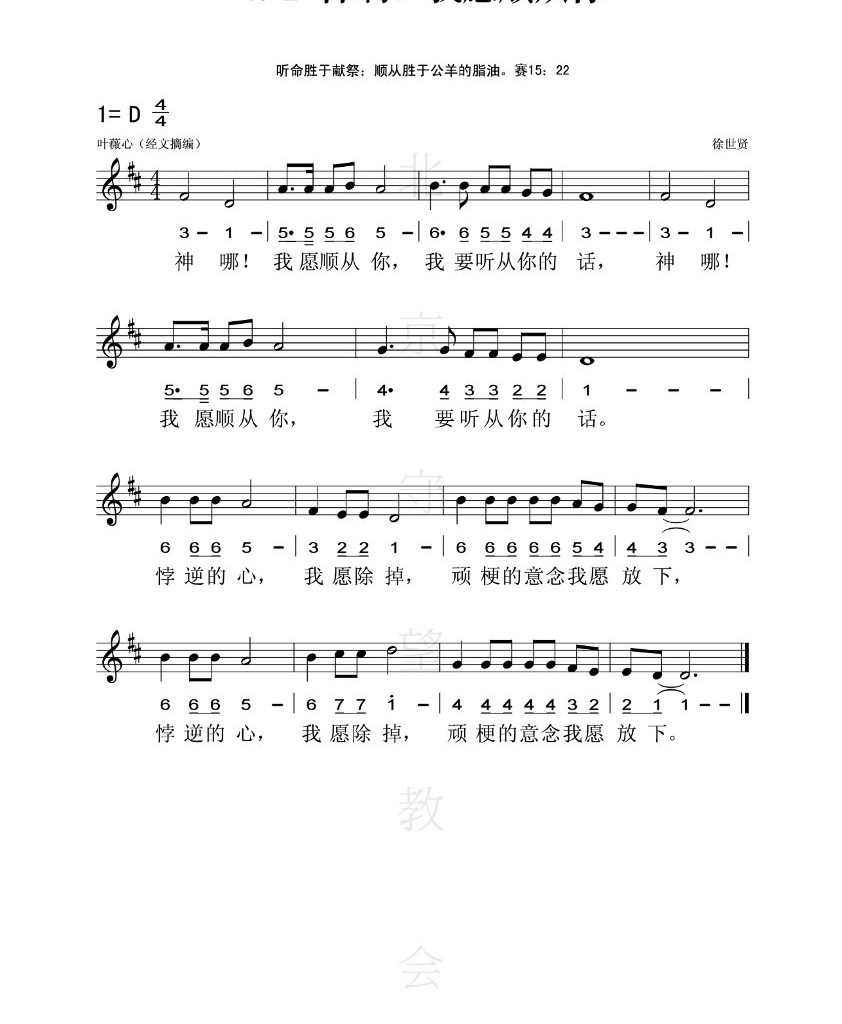 听命胜于献祭；顺从胜于公羊的脂油。赛15：22
1= D 4/4
叶薇心（经文摘编） 徐世贤
3 - 1 - | 5· 5 5 6 5 - | 6· 6 5 5 4 4 | 3 - - - | 3 - 1 - |
神 哪！ 我 愿顺从 你， 我 要听从你的 话， 神 哪！
5· 5 5 6 5 - | 4· 4 3 3 2 2 | 1 - - - |
我 愿顺从 你， 我 要听从你的 话。
6 6 6 5 - | 3 2 2 1 - | 6 6 6 6 6 5 4 | 4 3 3 - - |
悖 逆的 心， 我 愿除 掉， 顽 梗的意念我愿 放 下，
6 6 6 5 - | 6 7 7 1̇ - | 4 4 4 4 4 3 2 | 2 1 1 - - ‖
悖 逆的 心， 我 愿除 掉， 顽 梗的意念我愿 放 下。
北
京
守
望
教
会